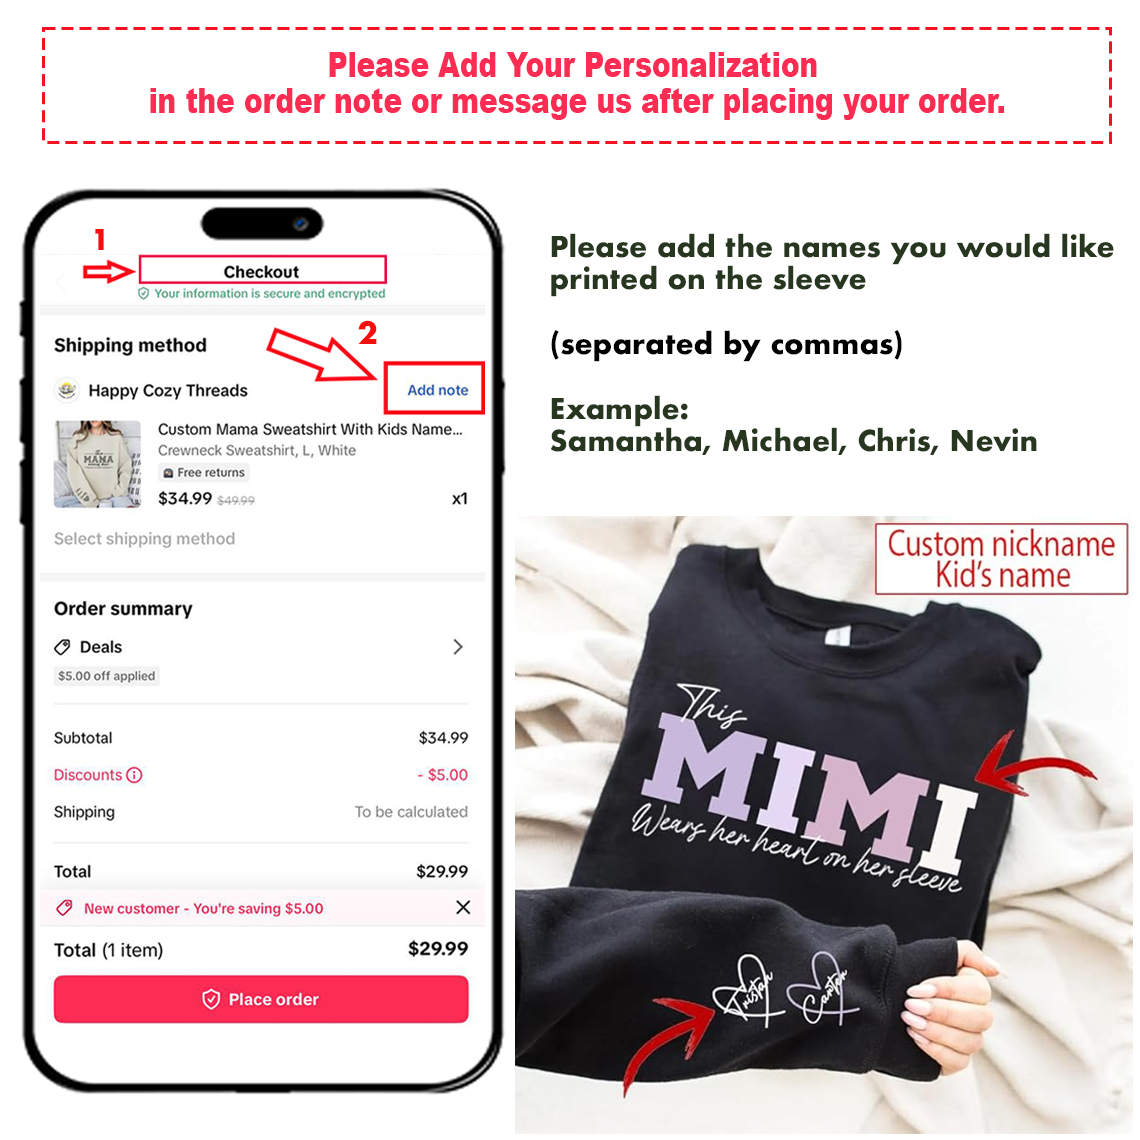 Please Add Your Personalization
in the order note or message us after placing your order.
1
Checkout
Your information is secure and encrypted
2
Shipping method
Happy Cozy Threads
Add note
Custom Mama Sweatshirt With Kids Name...
Crewneck Sweatshirt, L, White
Free returns
$34.99 $49.99
x1
MAMA
Select shipping method
Order summary
Deals
$5.00 off applied
Subtotal
$34.99
Discounts
- $5.00
Shipping
To be calculated
Total
$29.99
New customer - You're saving $5.00
Total (1 item)
$29.99
Place order
Please add the names you would like
printed on the sleeve
(separated by commas)
Example:
Samantha, Michael, Chris, Nevin
Custom nickname
Kid's name
This
MIMI
Wears her heart on her sleeve
Tristan